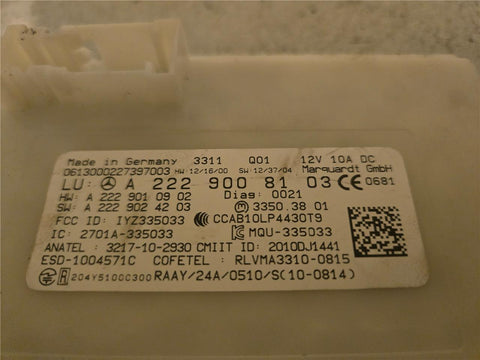 Made in Germany 3311 Q01 12V 10A DC
0613000227397003 HW: 12/16/00 SW: 12/37/04 Marquardt GmbH
LU: A 222 900 81 03 CE 0681
HW: A 222 901 09 02 Diag: 0021
SW: A 222 902 42 03 M 3350.3801
FCC ID: IYZ335033 CCAB10LP4430T9
IC: 2701A-335033 MQU-335033
ANATEL : 3217-10-2930 CMIIT ID: 2010DJ1441
ESD-1004571C COFETEL : RLVMA3310-0815
R 204Y5100C300 RAAY/24A/0510/S(10-0814)